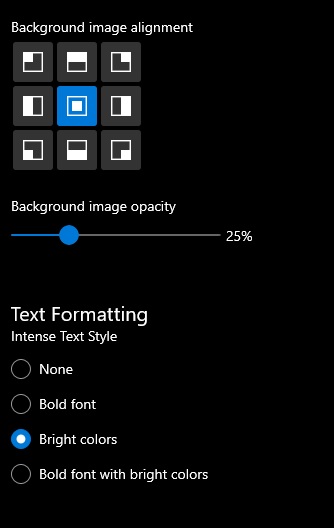 Background image alignment
Background image opacity
25%
Text Formatting
Intense Text Style
None
Bold font
Bright colors
Bold font with bright colors